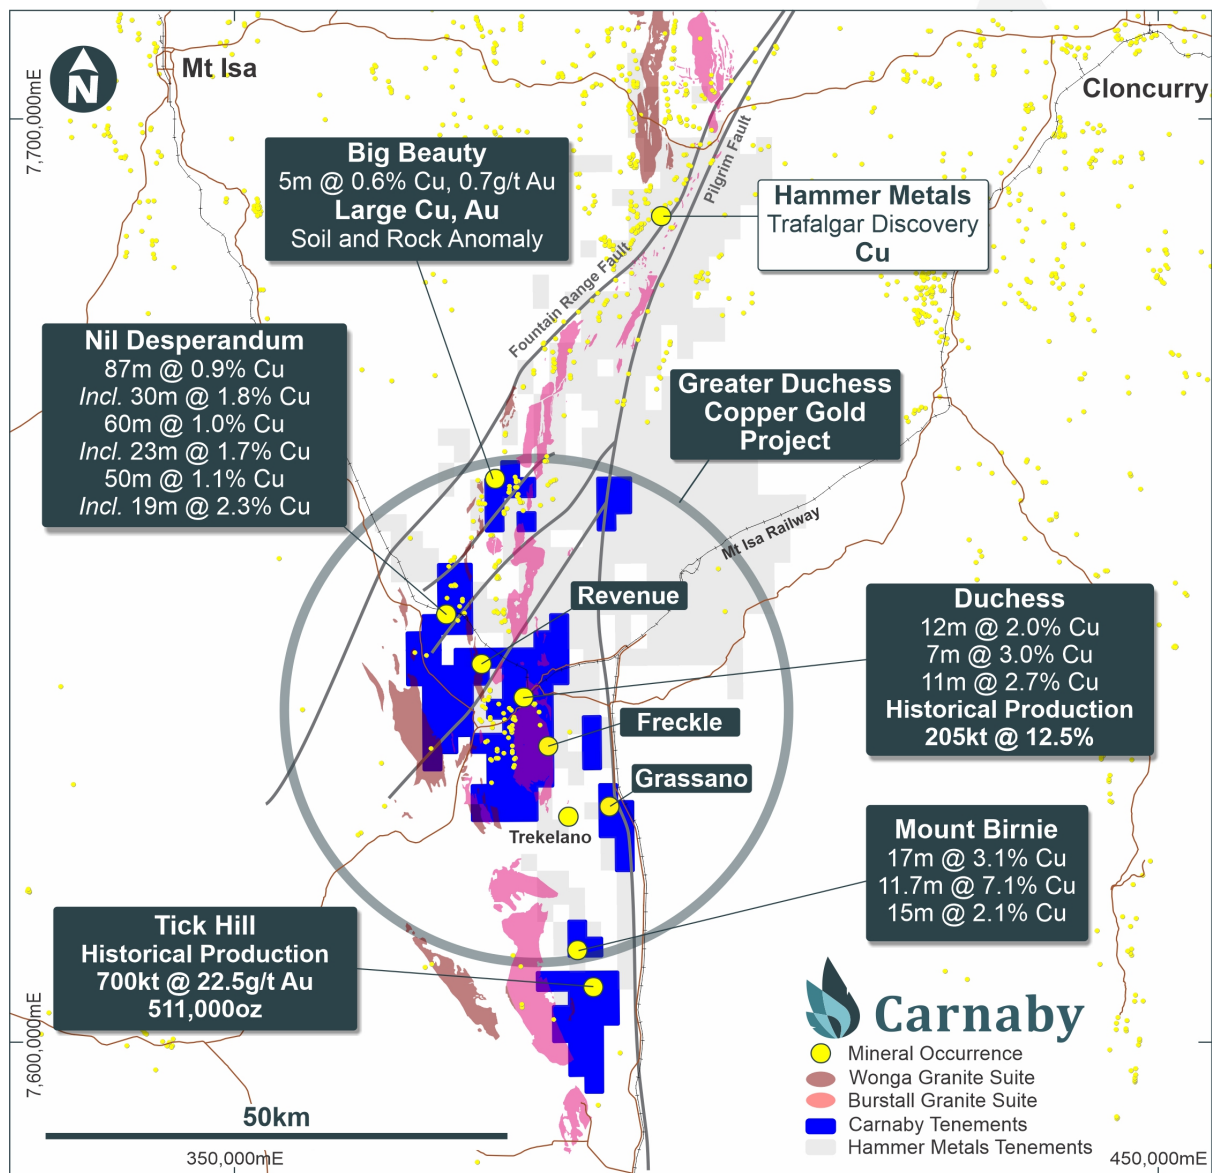 N
Mt Isa
Cloncurry
7,700,000mE
Big Beauty
5m @ 0.6% Cu, 0.7g/t Au
Large Cu, Au
Soil and Rock Anomaly
Pilgrim Fault
Hammer Metals
Trafalgar Discovery
Cu
Fountain Range Fault
Nil Desperandum
87m @ 0.9% Cu
Incl. 30m @ 1.8% Cu
60m @ 1.0% Cu
Incl. 23m @ 1.7% Cu
50m @ 1.1% Cu
Incl. 19m @ 2.3% Cu
Greater Duchess
Copper Gold
Project
Mt Isa Railway
Revenue
Duchess
12m @ 2.0% Cu
7m @ 3.0% Cu
11m @ 2.7% Cu
Historical Production
205kt @ 12.5%
Freckle
Grassano
Trekelano
Mount Birnie
17m @ 3.1% Cu
11.7m @ 7.1% Cu
15m @ 2.1% Cu
Tick Hill
Historical Production
700kt @ 22.5g/t Au
511,000oz
Carnaby
Mineral Occurrence
Wonga Granite Suite
Burstall Granite Suite
Carnaby Tenements
Hammer Metals Tenements
7,600,000mE
50km
350,000mE
450,000mE